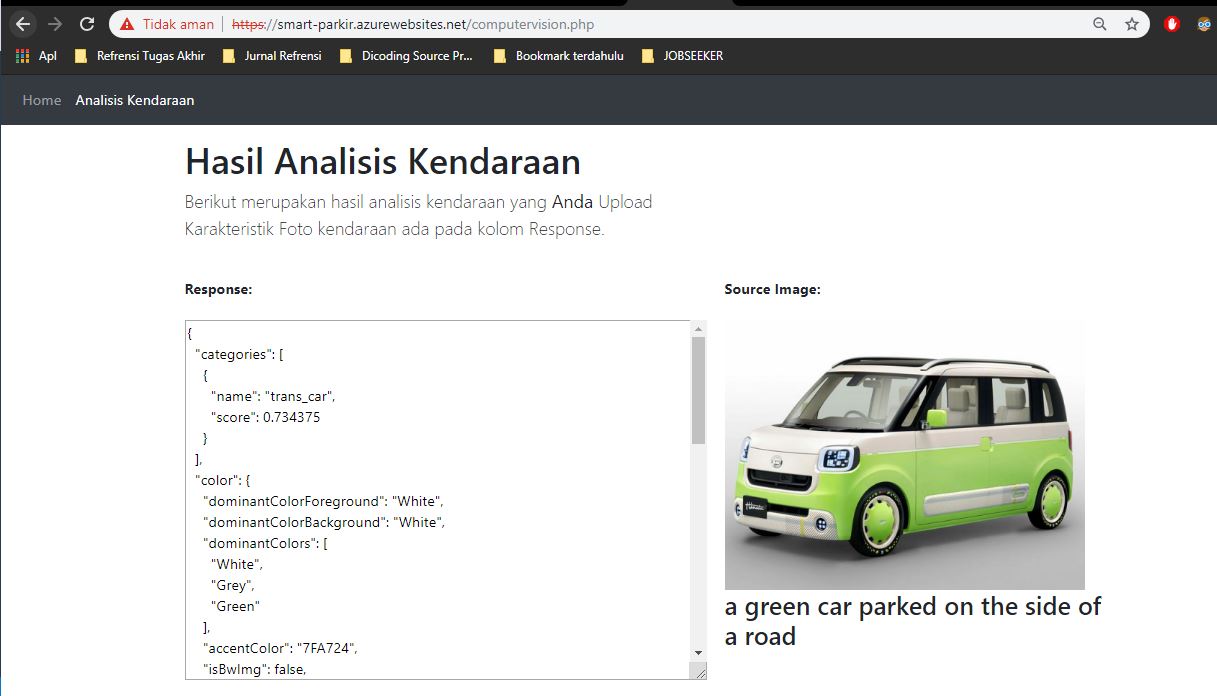 Tidak aman | https://smart-parkir.azurewebsites.net/computervision.php
Apl Refrensi Tugas Akhir Jurnal Refrensi Dicoding Source Pr... Bookmark terdahulu JOBSEEKER
Home Analisis Kendaraan
Hasil Analisis Kendaraan
Berikut merupakan hasil analisis kendaraan yang Anda Upload
Karakteristik Foto kendaraan ada pada kolom Response.
Response:
{
"categories": [
{
"name": "trans_car",
"score": 0.734375
}
],
"color": {
"dominantColorForeground": "White",
"dominantColorBackground": "White",
"dominantColors": [
"White",
"Grey",
"Green"
],
"accentColor": "7FA724",
"isBwImg": false,
Source Image:
a green car parked on the side of
a road